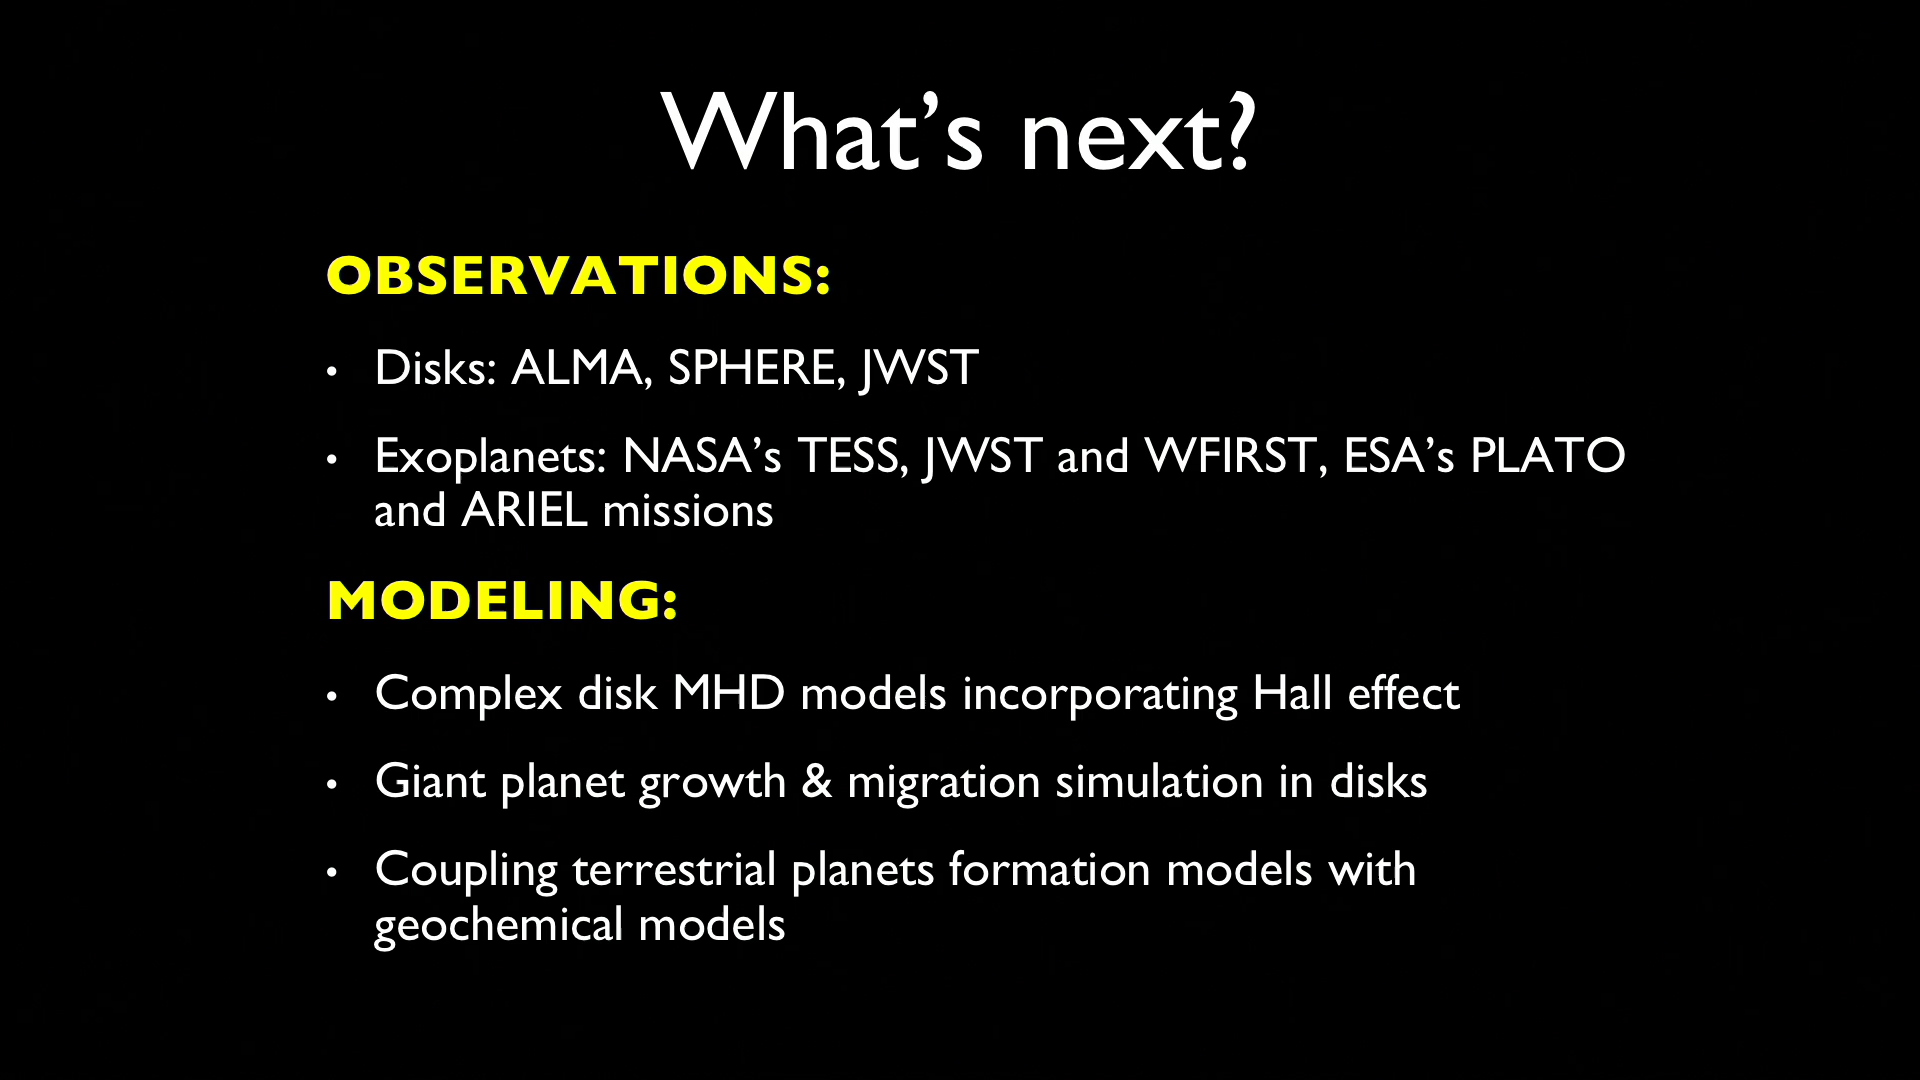 What’s next?
OBSERVATIONS:
• Disks: ALMA, SPHERE, JWST
• Exoplanets: NASA’s TESS, JWST and WFIRST, ESA’s PLATO
and ARIEL missions
MODELING:
• Complex disk MHD models incorporating Hall effect
• Giant planet growth & migration simulation in disks
• Coupling terrestrial planets formation models with
geochemical models